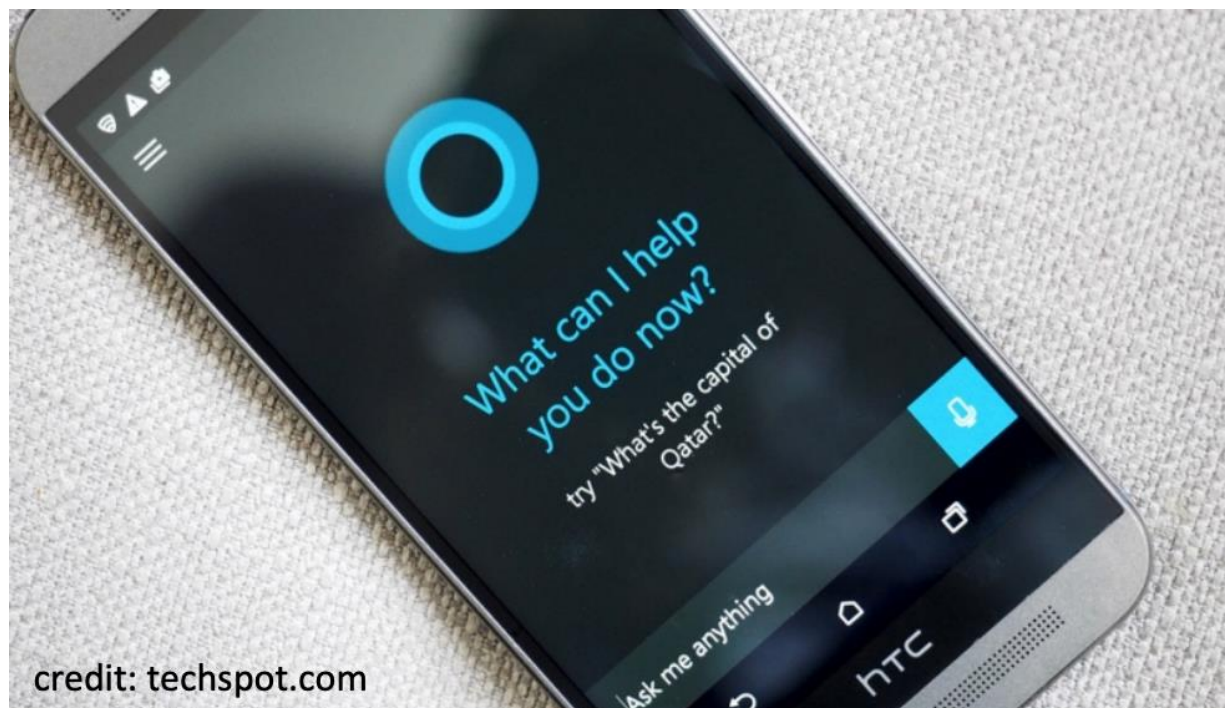 What can I help
you do now?
try "What's the capital of
Qatar?"
Ask me anything
hTC
credit: techspot.com